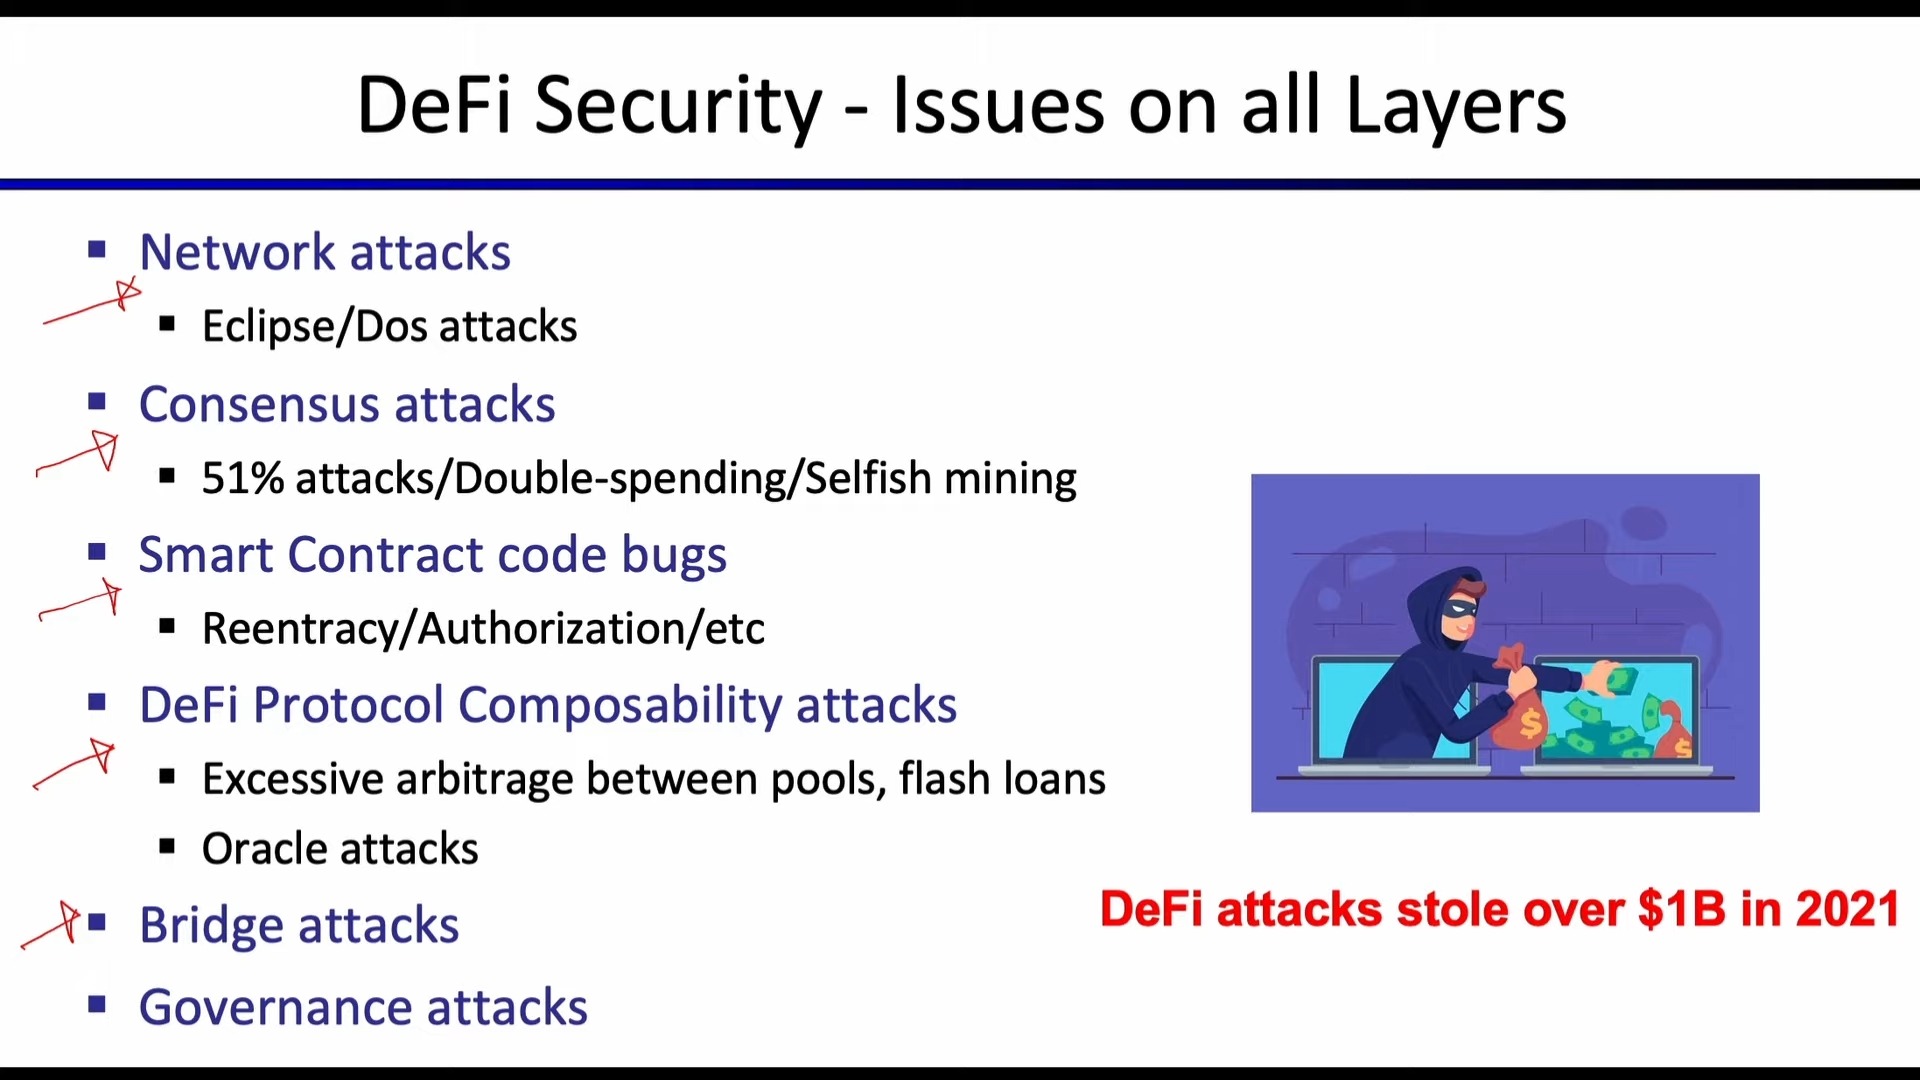 DeFi Security - Issues on all Layers
Network attacks
Eclipse/Dos attacks
Consensus attacks
51% attacks/Double-spending/Selfish mining
Smart Contract code bugs
Reentracy/Authorization/etc
DeFi Protocol Composability attacks
Excessive arbitrage between pools, flash loans
Oracle attacks
Bridge attacks
Governance attacks
$
$
DeFi attacks stole over $1B in 2021